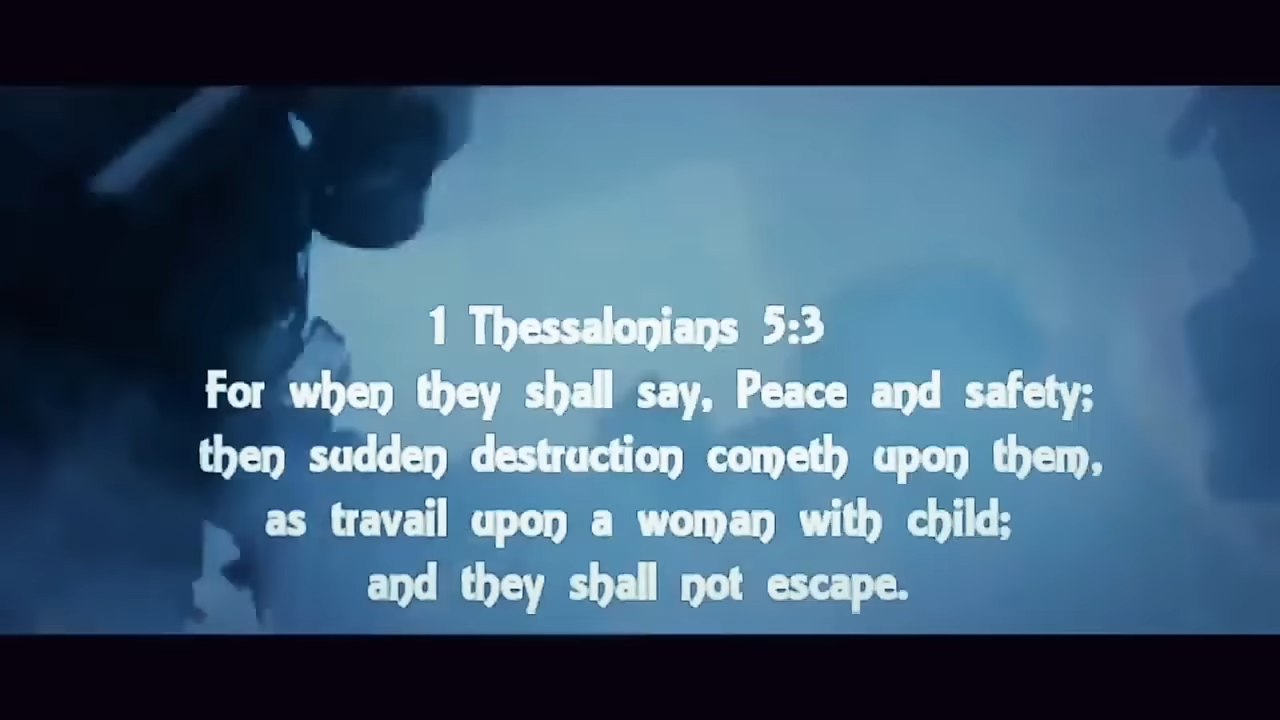 1 Thessalonians 5:3
For when they shall say, Peace and safety;
then sudden destruction cometh upon them,
as travail upon a woman with child;
and they shall not escape.